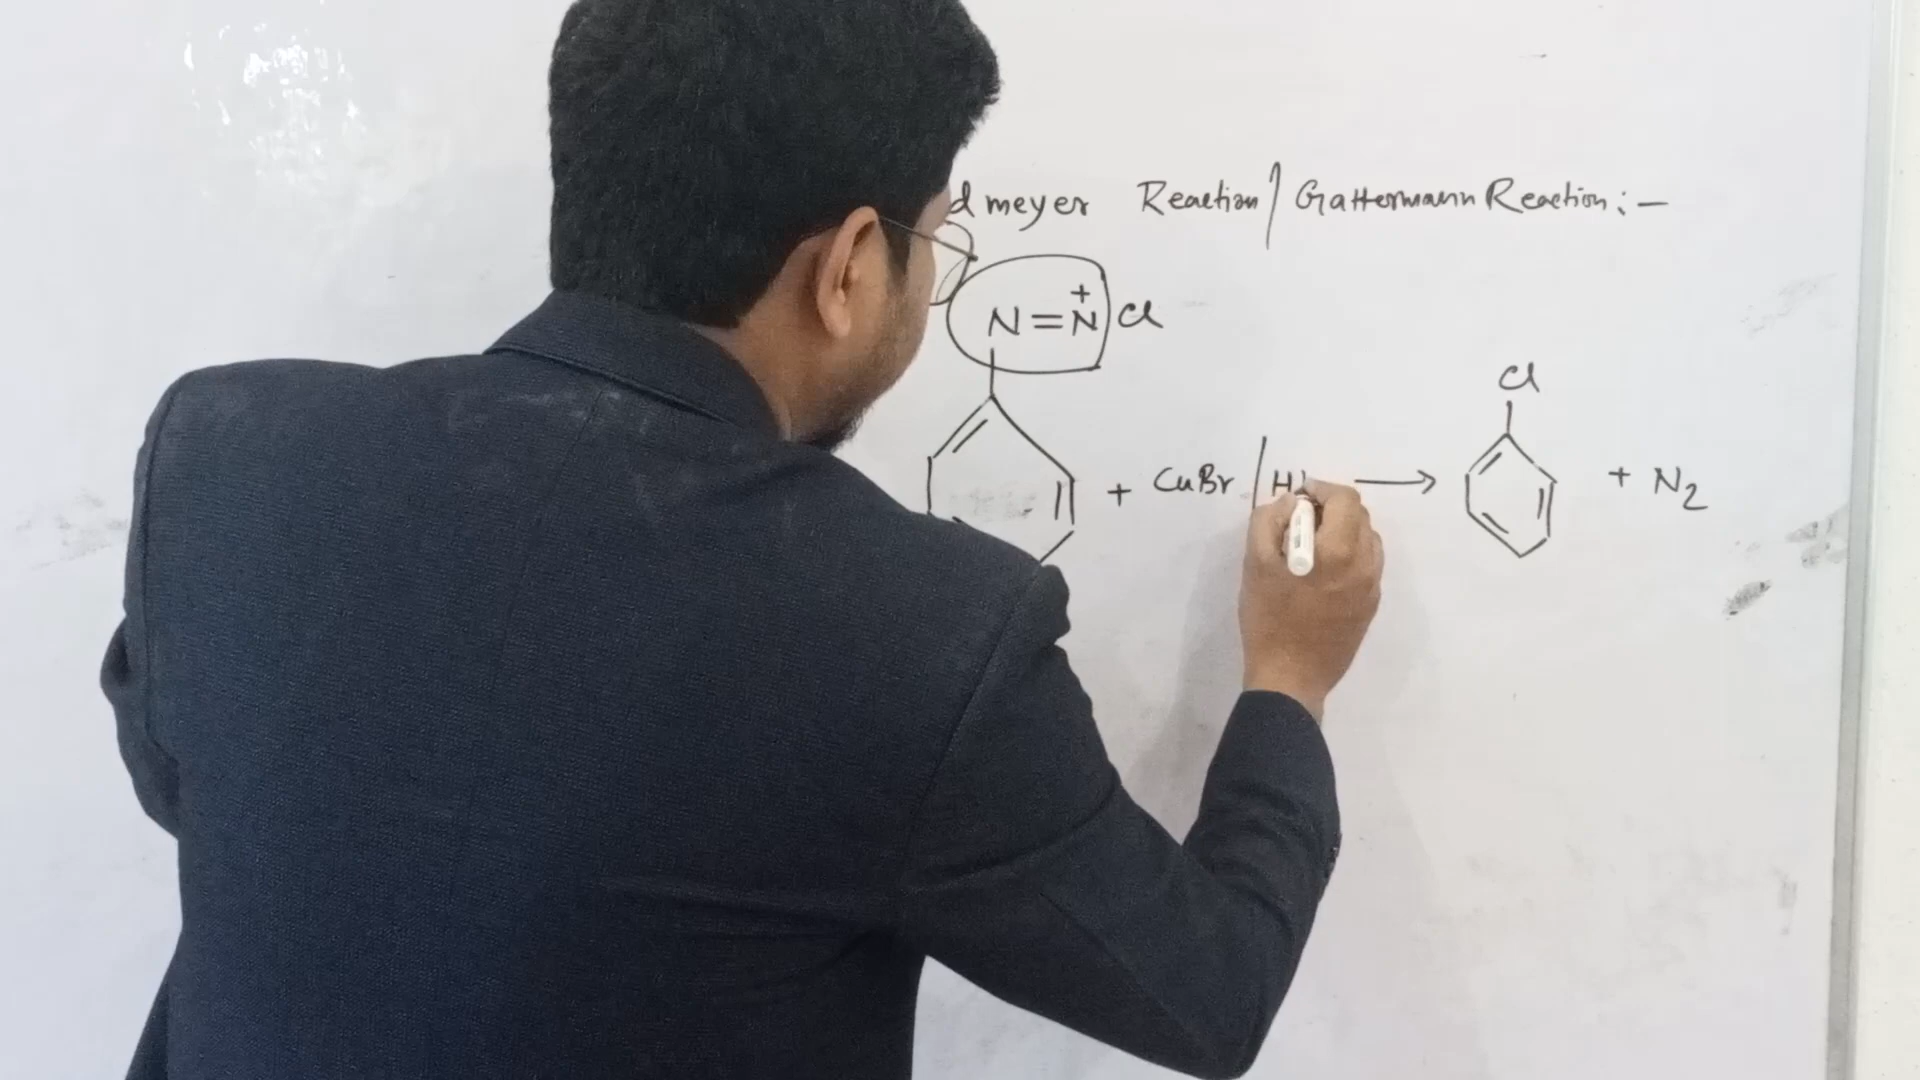 dmeyer Reaction/ Gattermann Reaction:-
N=N+ Cl
Cl
+ CuBr / H → + N2